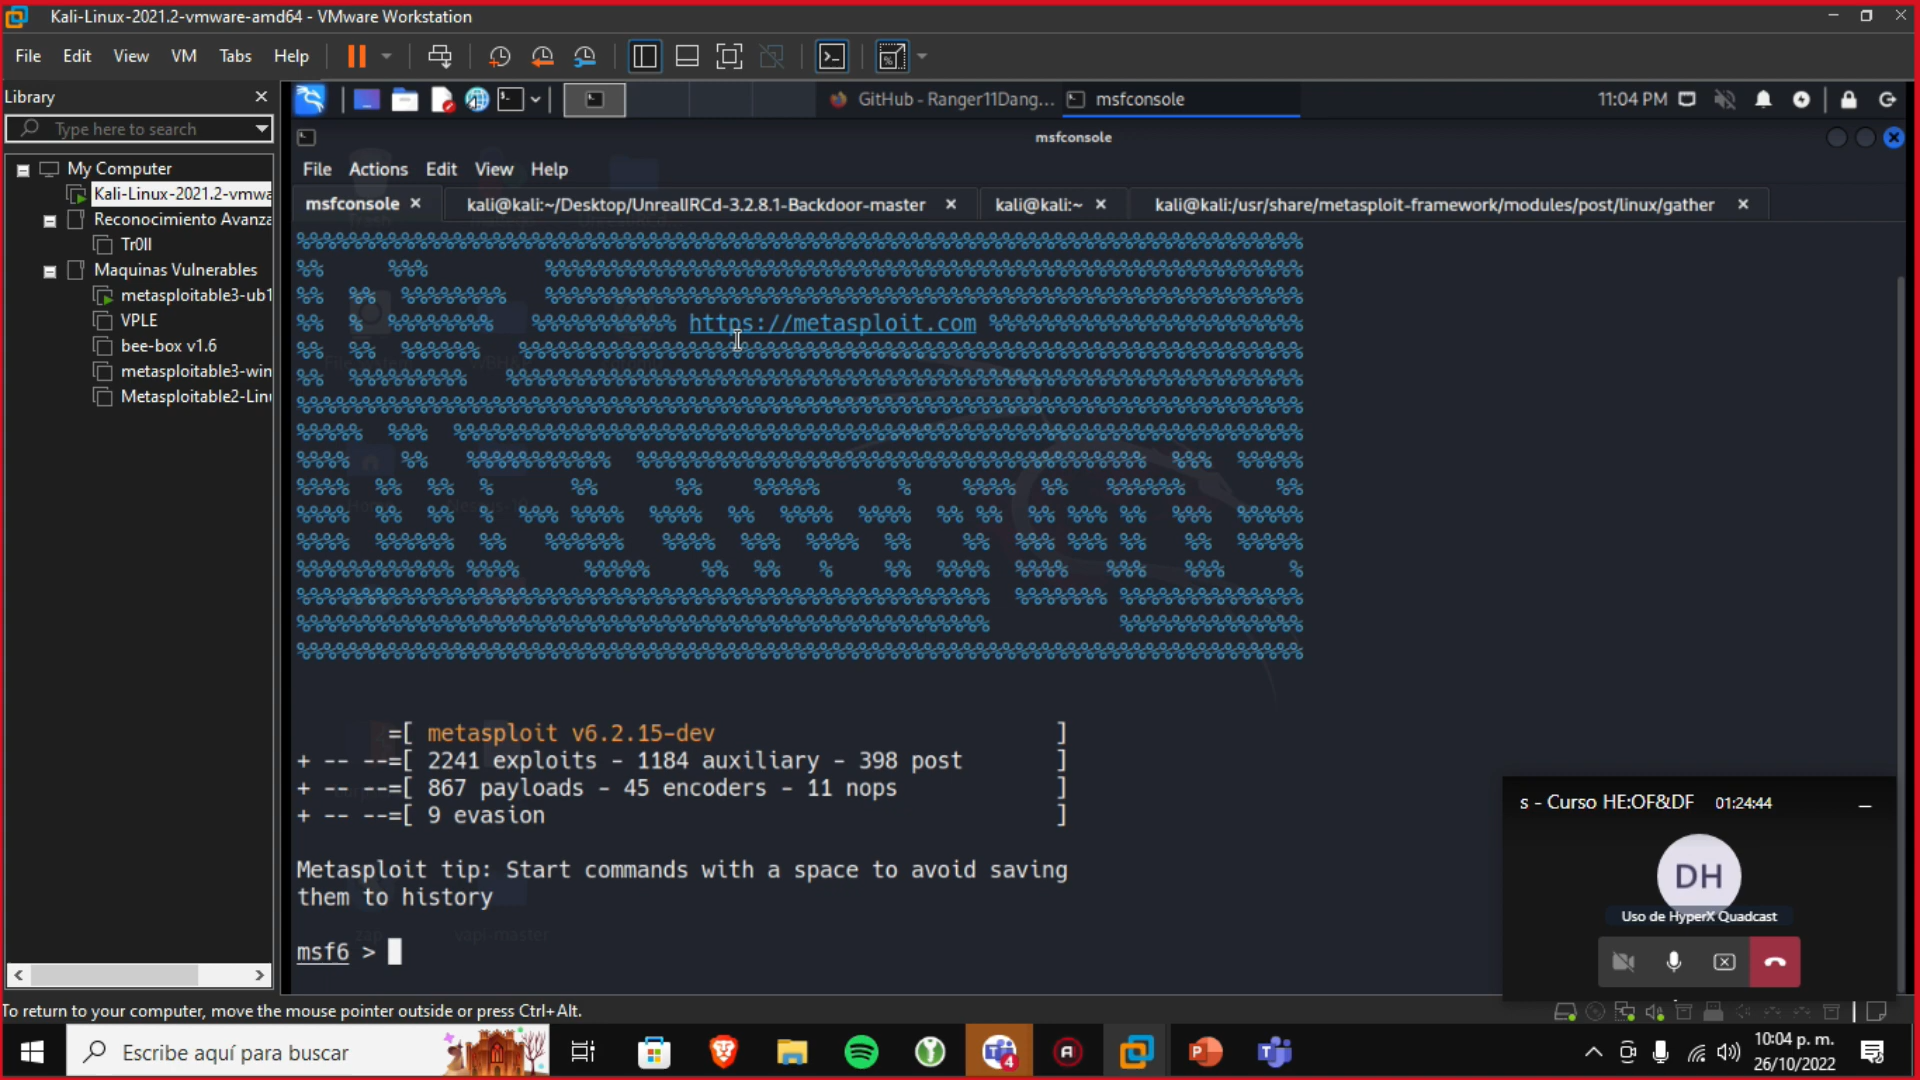 Kali-Linux-2021.2-vmware-amd64 - VMware Workstation
File Edit View VM Tabs Help
Library
Type here to search
My Computer
Kali-Linux-2021.2-vmwa
Reconocimiento Avanza
Tr0ll
Maquinas Vulnerables
metasploitable3-ub1
VPLE
bee-box v1.6
metasploitable3-win
Metasploitable2-Linu
GitHub - Ranger11Dang...
msfconsole
11:04 PM
msfconsole
File Actions Edit View Help
msfconsole
kali@kali:~/Desktop/UnrealIRCd-3.2.8.1-Backdoor-master
kali@kali:~
kali@kali:/usr/share/metasploit-framework/modules/post/linux/gather
https://metasploit.com
=[ metasploit v6.2.15-dev ]
+ -- --=[ 2241 exploits - 1184 auxiliary - 398 post ]
+ -- --=[ 867 payloads - 45 encoders - 11 nops ]
+ -- --=[ 9 evasion ]
Metasploit tip: Start commands with a space to avoid saving
them to history
msf6 >
s - Curso HE:OF&DF 01:24:44
DH
Uso de HyperX Quadcast
To return to your computer, move the mouse pointer outside or press Ctrl+Alt.
Escribe aquí para buscar
4
10:04 p. m.
26/10/2022